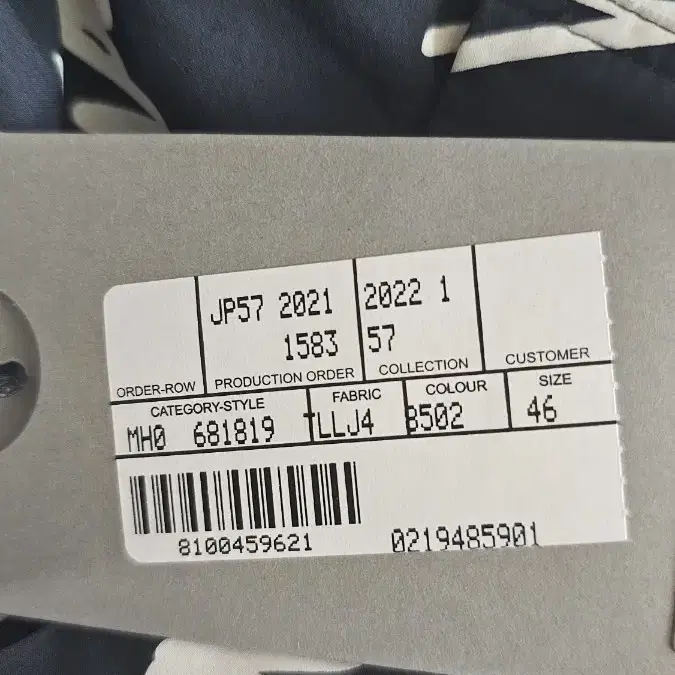 JP57 2021
1583
2022 1
57
ORDER-ROW
PRODUCTION ORDER
COLLECTION
CUSTOMER
CATEGORY-STYLE
FABRIC
COLOUR
SIZE
MH0 681819
TLLJ4
8502
46
8100459621
0219485901